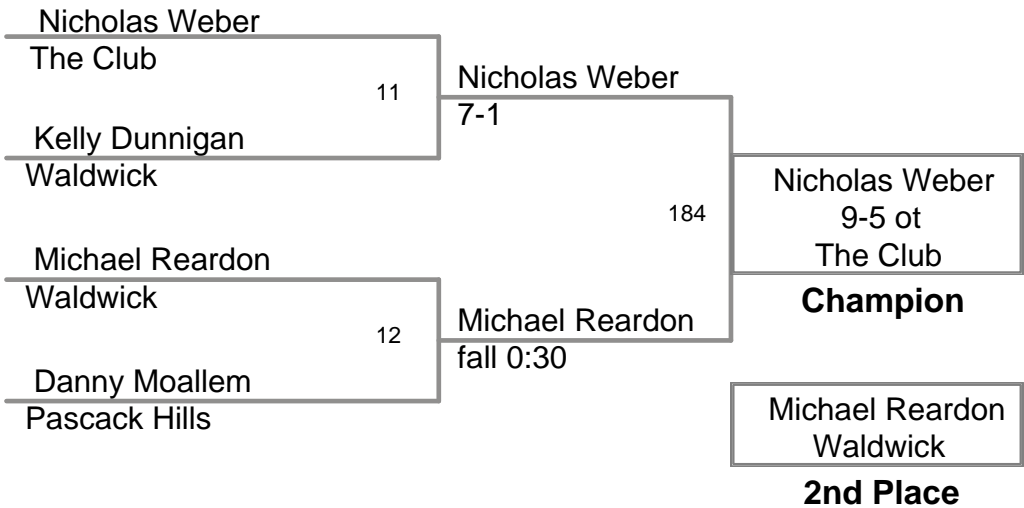 Nicholas Weber
The Club
11
Kelly Dunnigan
Waldwick
Michael Reardon
Waldwick
12
Danny Moallem
Pascack Hills
Nicholas Weber
7-1
184
Michael Reardon
fall 0:30
Nicholas Weber
9-5 ot
The Club
Champion
Michael Reardon
Waldwick
2nd Place